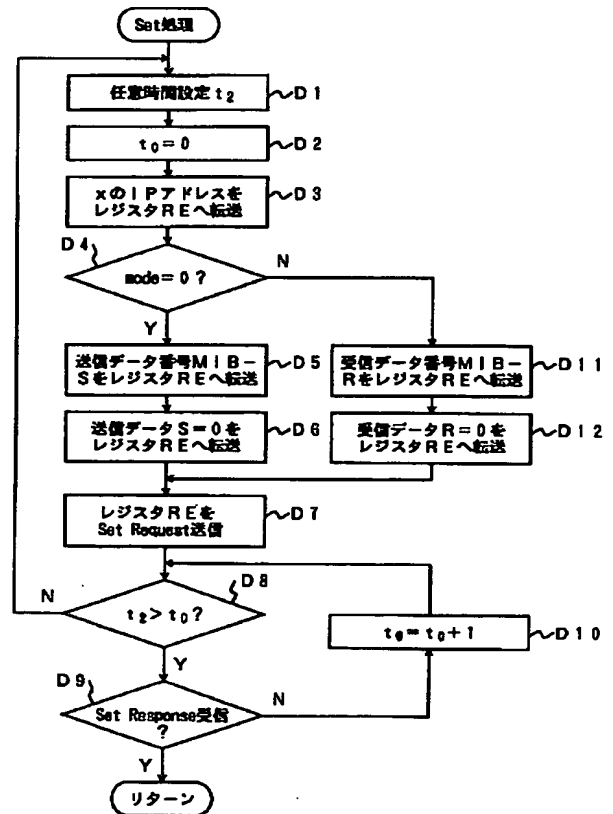 Set処理
任意時間設定 t2
D1
t0＝0
D2
xのIPアドレスを
レジスタREへ転送
D3
D4
mode＝0？
N
Y
送信データ番号MIB－
SをレジスタREへ転送
D5
受信データ番号MIB－
RをレジスタREへ転送
D11
送信データS＝0を
レジスタREへ転送
D6
受信データR＝0を
レジスタREへ転送
D12
レジスタREを
Set Request送信
D7
D8
N
t2＞t0？
t0＝t0＋1
D10
Y
D9
Set Response受信
？
N
Y
リターン